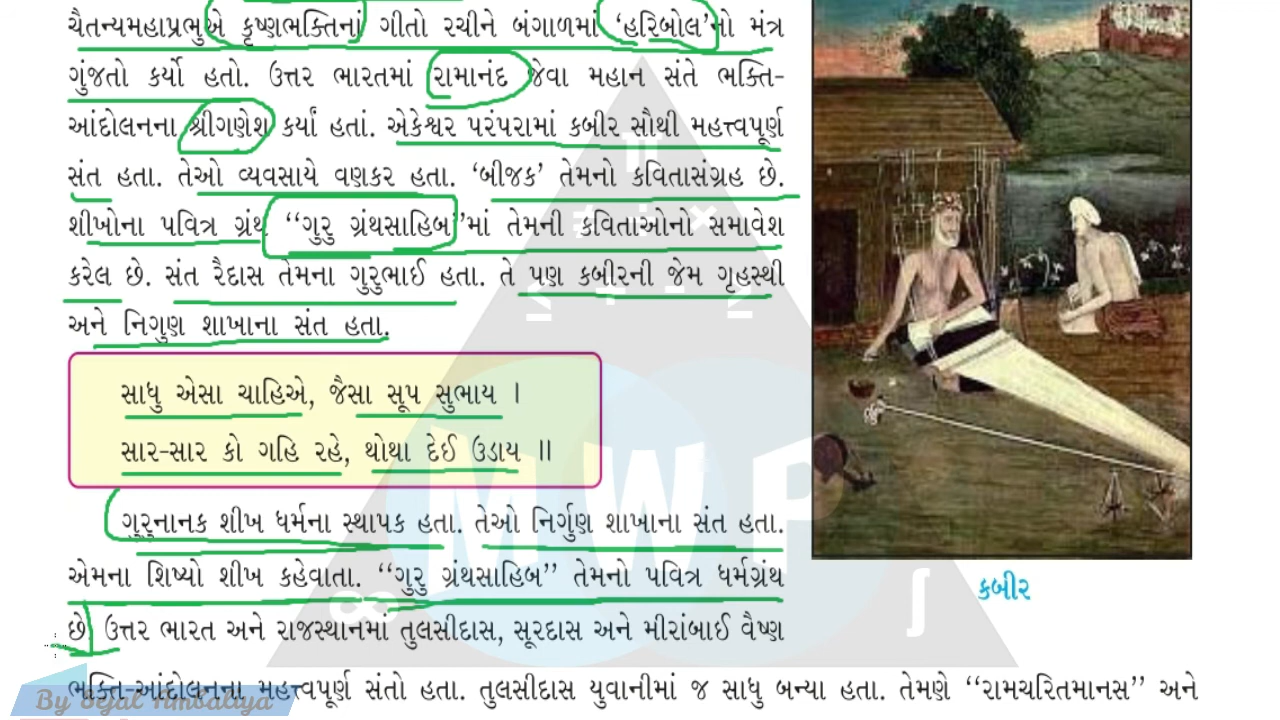 ચૈતન્યમહાપ્રભુએ કૃષ્ણભક્તિનાં ગીતો રચીને બંગાળમાં ‘હરિબોલ’નો મંત્ર
ગુંજતો કર્યો હતો. ઉત્તર ભારતમાં રામાનંદ જેવા મહાન સંતે ભક્તિ-
આંદોલનના શ્રીગણેશ કર્યાં હતાં. એકેશ્વર પરંપરામાં કબીર સૌથી મહત્ત્વપૂર્ણ
સંત હતા. તેઓ વ્યવસાયે વણકર હતા. ‘બીજક’ તેમનો કવિતાસંગ્રહ છે.
શીખોના પવિત્ર ગ્રંથ ‘‘ગુરુ ગ્રંથસાહિબ’’માં તેમની કવિતાઓનો સમાવેશ
કરેલ છે. સંત રૈદાસ તેમના ગુરુભાઈ હતા. તે પણ કબીરની જેમ ગૃહસ્થી
અને નિગુણ શાખાના સંત હતા.
સાધુ એસા ચાહિએ, જૈસા સૂપ સુભાય ।
સાર-સાર કો ગહિ રહે, થોથા દેઈ ઉડાય ॥
ગુરુનાનક શીખ ધર્મના સ્થાપક હતા. તેઓ નિર્ગુણ શાખાના સંત હતા.
એમના શિષ્યો શીખ કહેવાતા. ‘‘ગુરુ ગ્રંથસાહિબ’’ તેમનો પવિત્ર ધર્મગ્રંથ
છે. ઉત્તર ભારત અને રાજસ્થાનમાં તુલસીદાસ, સૂરદાસ અને મીરાંબાઈ વૈષ્ણ
ભક્તિ-આંદોલનના મહત્ત્વપૂર્ણ સંતો હતા. તુલસીદાસ યુવાનીમાં જ સાધુ બન્યા હતા. તેમણે ‘‘રામચરિતમાનસ’’ અને
કબીર
MWP
By Sejal Ambaliya